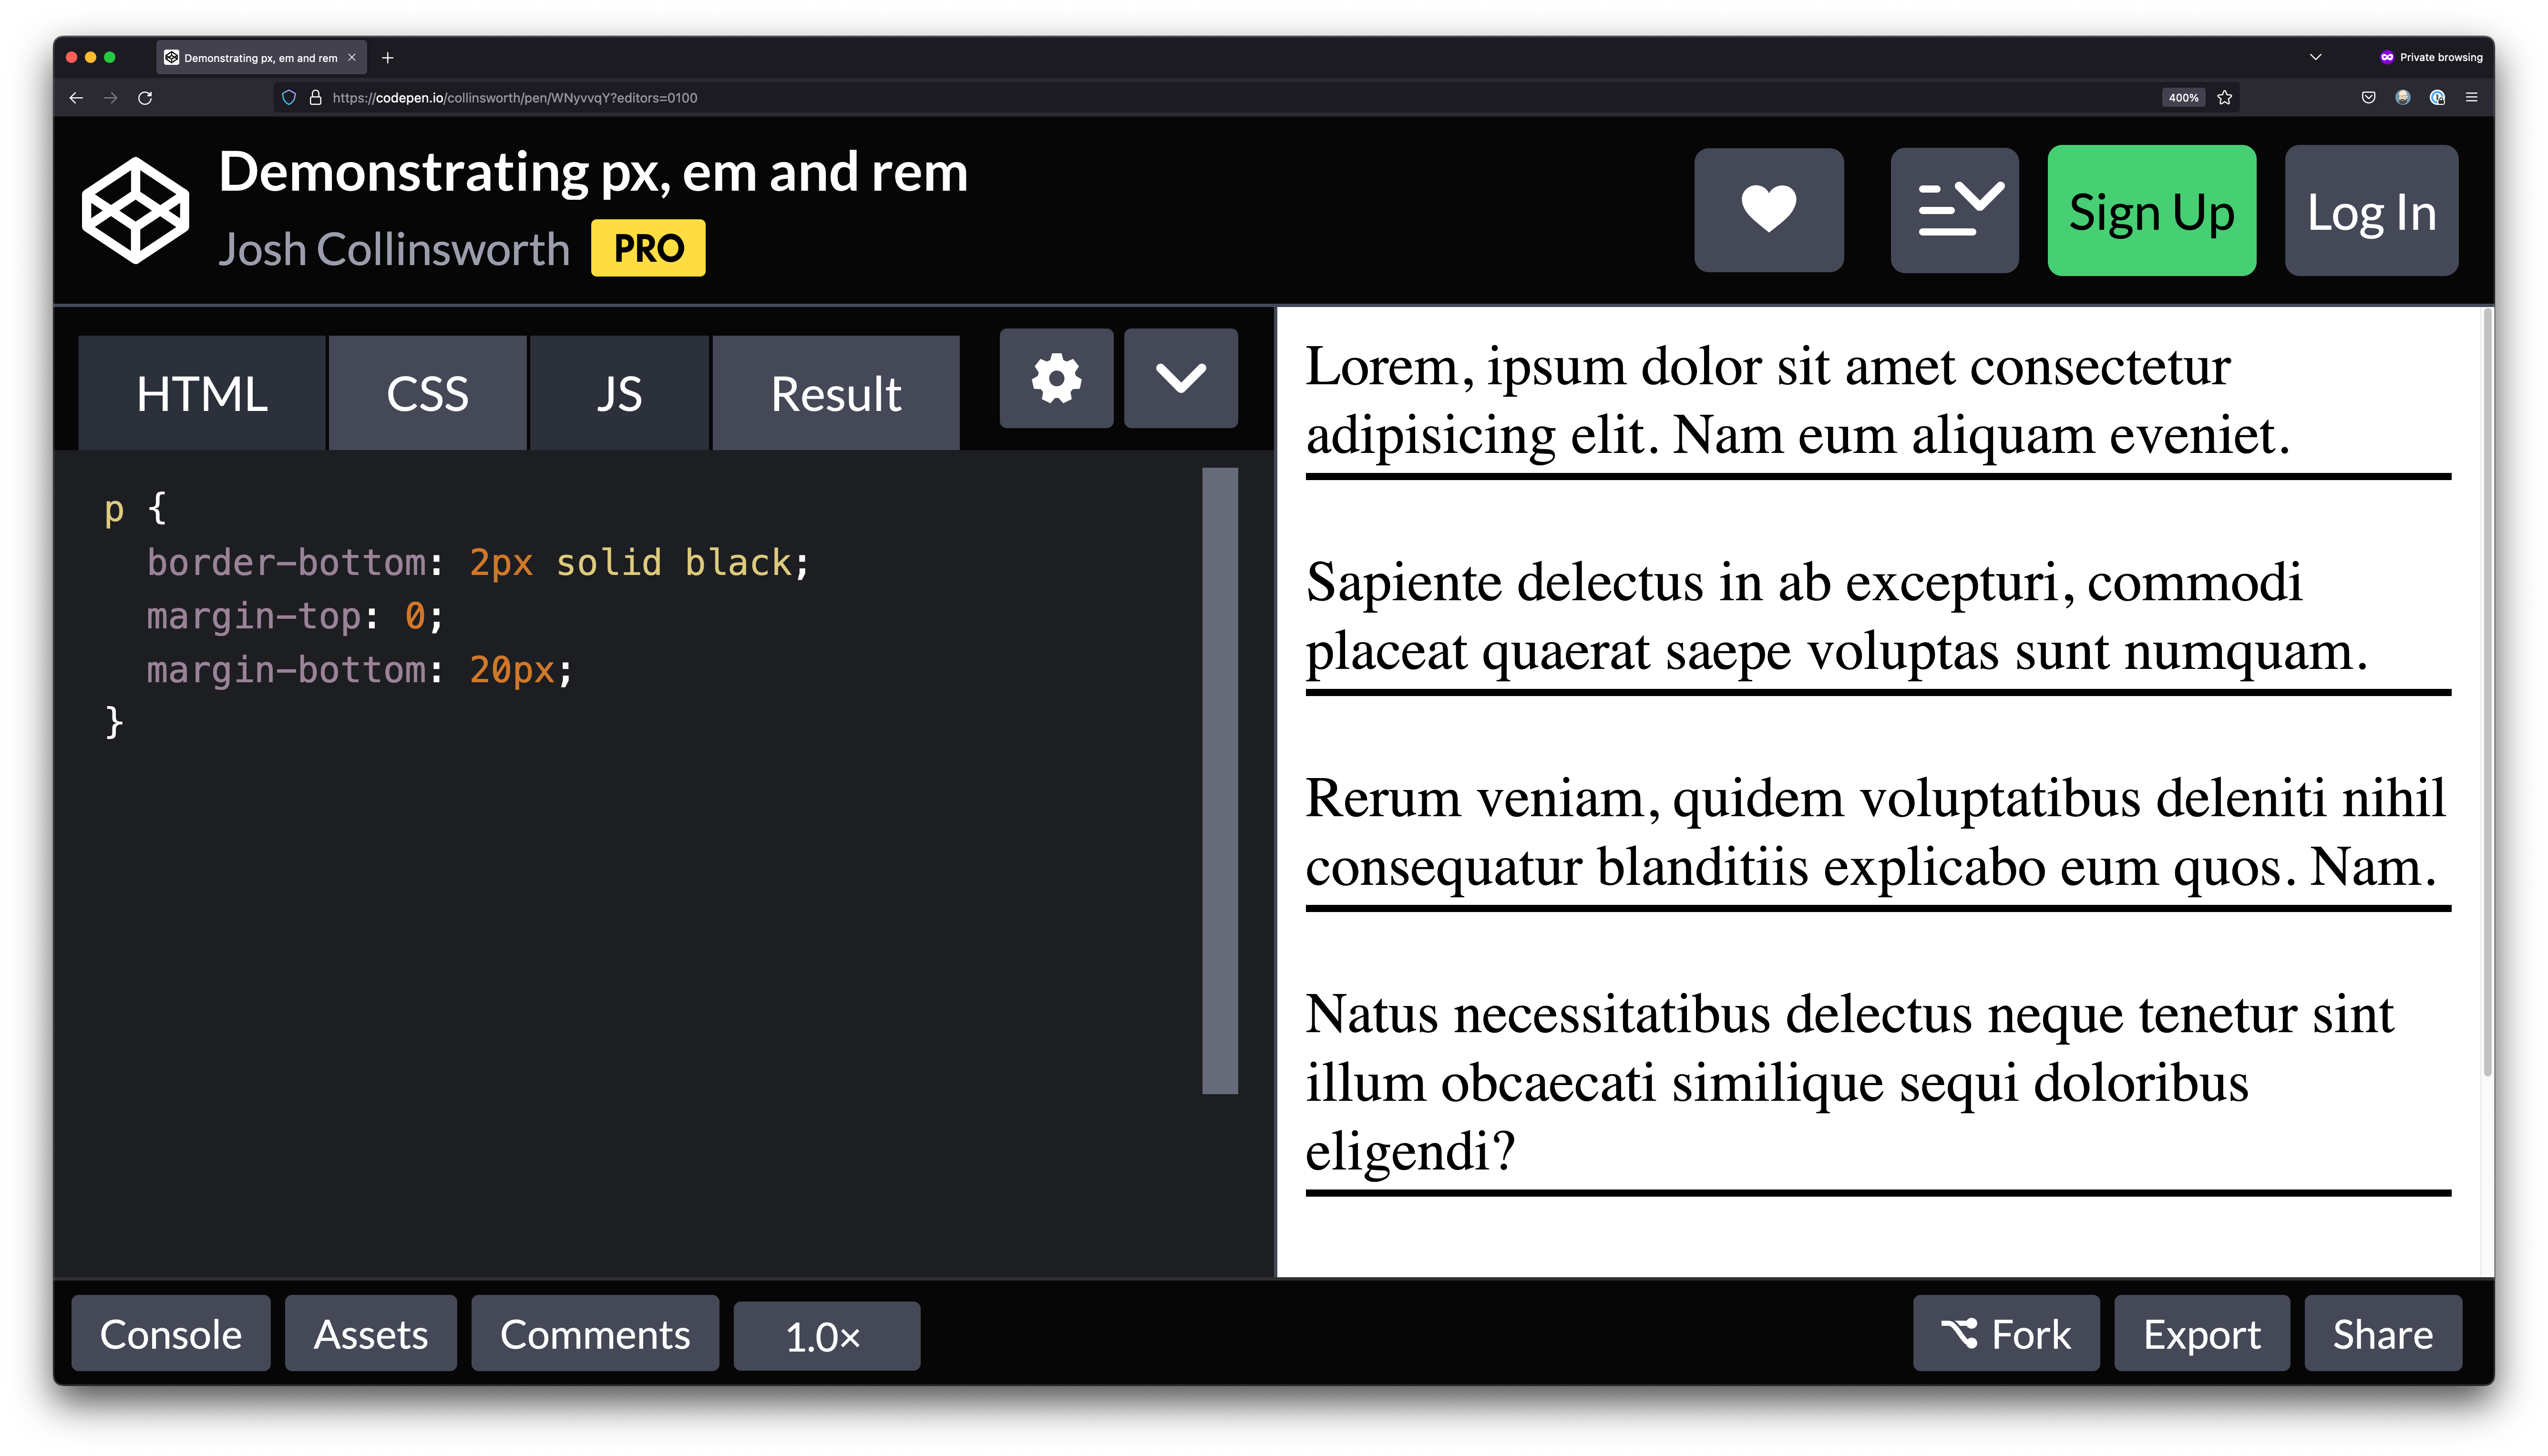 Demonstrating px, em and rem
Private browsing
https://codepen.io/collinsworth/pen/WNyvvqY?editors=0100
400%
Demonstrating px, em and rem
Josh Collinsworth PRO
Sign Up
Log In
HTML
CSS
JS
Result
p {
border-bottom: 2px solid black;
margin-top: 0;
margin-bottom: 20px;
}
Lorem, ipsum dolor sit amet consectetur
adipisicing elit. Nam eum aliquam eveniet.
Sapiente delectus in ab excepturi, commodi
placeat quaerat saepe voluptas sunt numquam.
Rerum veniam, quidem voluptatibus deleniti nihil
consequatur blanditiis explicabo eum quos. Nam.
Natus necessitatibus delectus neque tenetur sint
illum obcaecati similique sequi doloribus
eligendi?
Console
Assets
Comments
1.0×
Fork
Export
Share